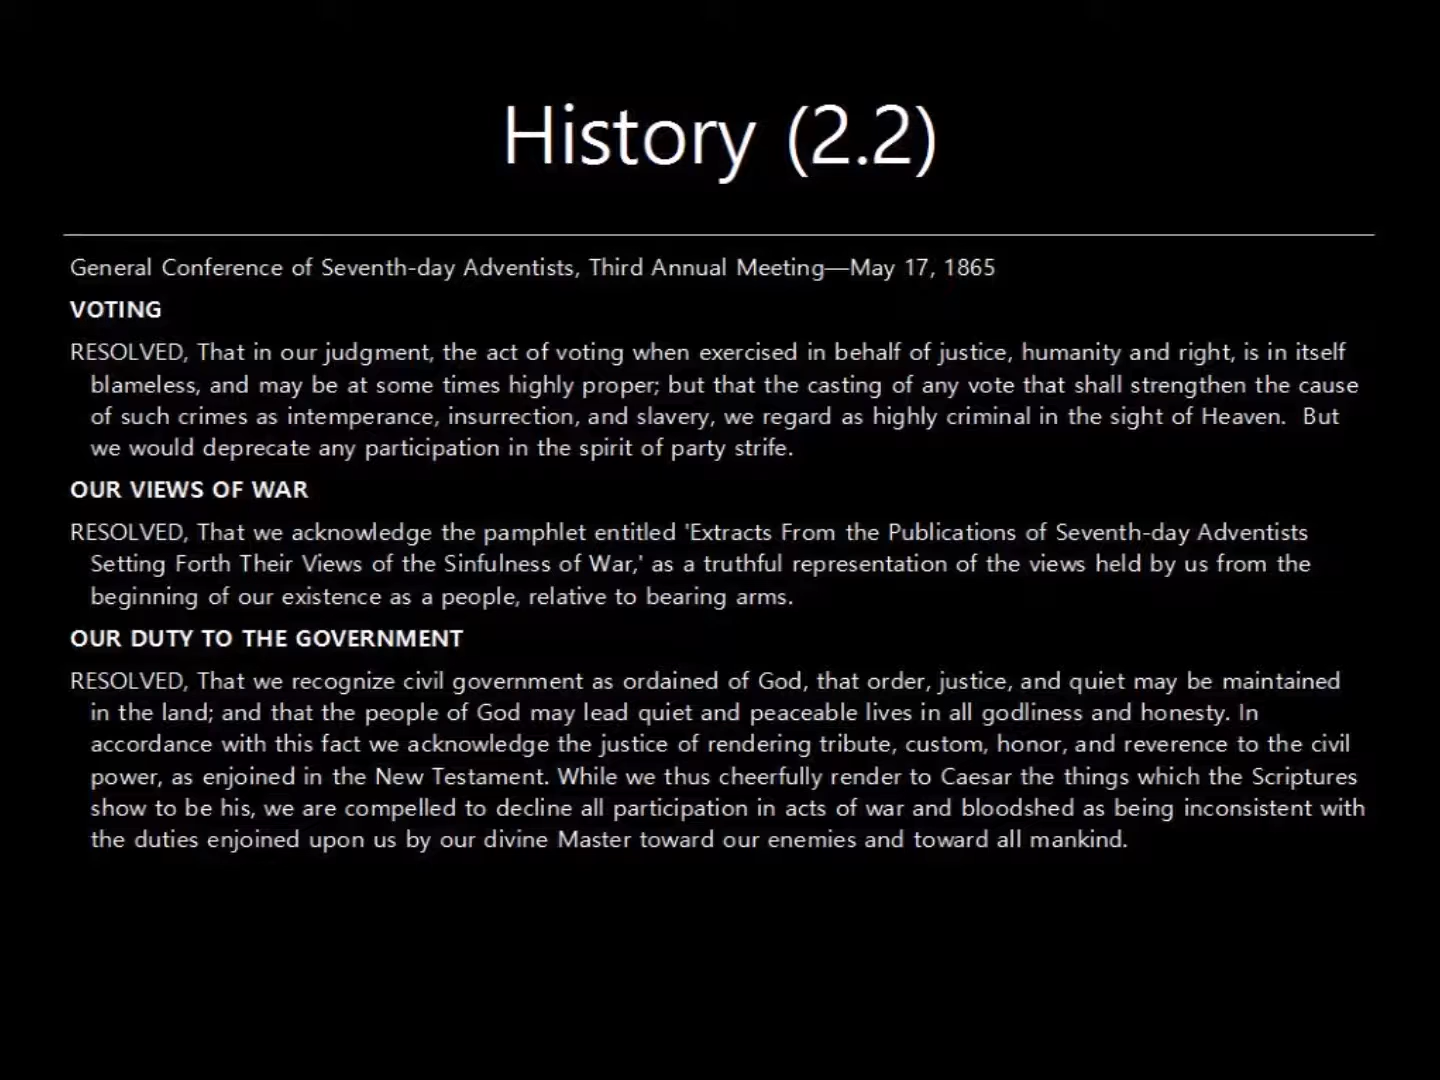 History (2.2)
General Conference of Seventh-day Adventists, Third Annual Meeting—May 17, 1865
VOTING
RESOLVED, That in our judgment, the act of voting when exercised in behalf of justice, humanity and right, is in itself
blameless, and may be at some times highly proper; but that the casting of any vote that shall strengthen the cause
of such crimes as intemperance, insurrection, and slavery, we regard as highly criminal in the sight of Heaven.  But
we would deprecate any participation in the spirit of party strife.
OUR VIEWS OF WAR
RESOLVED, That we acknowledge the pamphlet entitled 'Extracts From the Publications of Seventh-day Adventists
Setting Forth Their Views of the Sinfulness of War,' as a truthful representation of the views held by us from the
beginning of our existence as a people, relative to bearing arms.
OUR DUTY TO THE GOVERNMENT
RESOLVED, That we recognize civil government as ordained of God, that order, justice, and quiet may be maintained
in the land; and that the people of God may lead quiet and peaceable lives in all godliness and honesty. In
accordance with this fact we acknowledge the justice of rendering tribute, custom, honor, and reverence to the civil
power, as enjoined in the New Testament. While we thus cheerfully render to Caesar the things which the Scriptures
show to be his, we are compelled to decline all participation in acts of war and bloodshed as being inconsistent with
the duties enjoined upon us by our divine Master toward our enemies and toward all mankind.